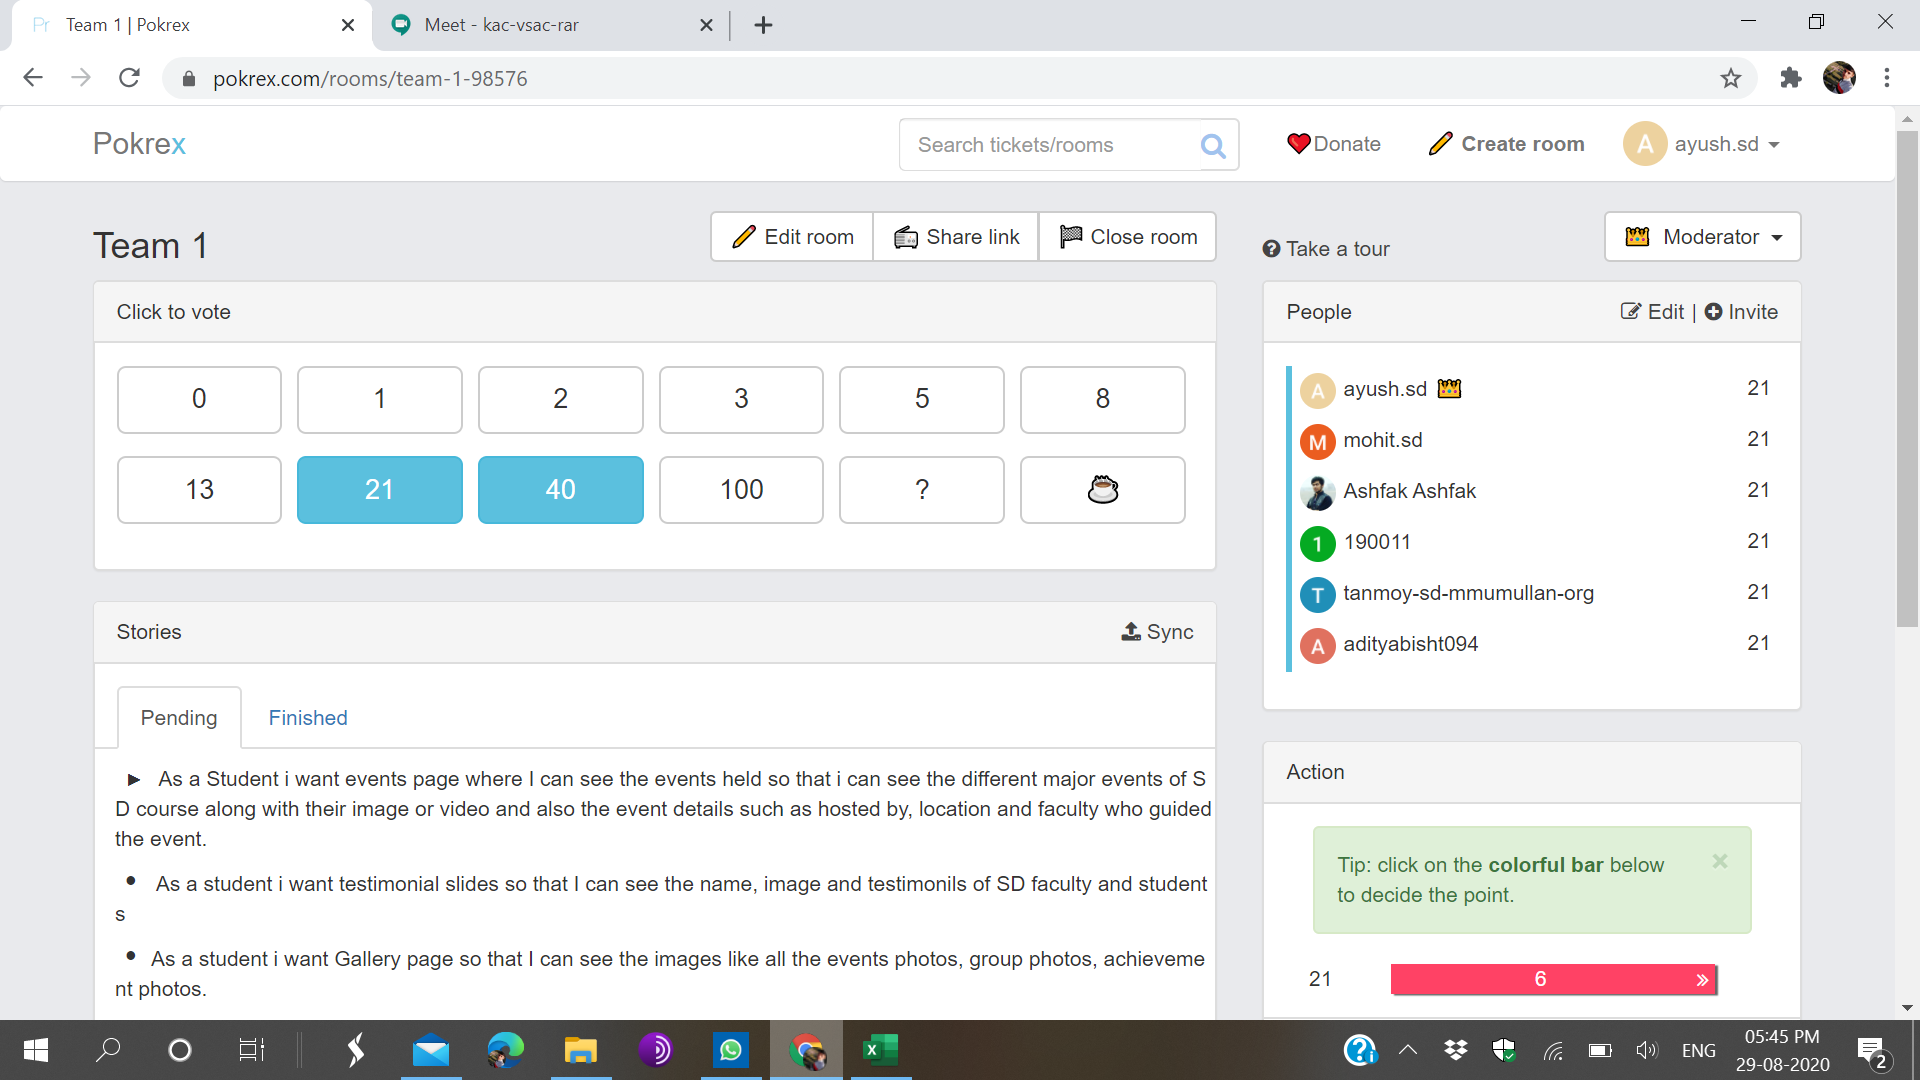 Pr Team 1 | Pokrex
Meet - kac-vsac-rar
pokrex.com/rooms/team-1-98576
Pokrex
Search tickets/rooms
Donate
Create room
A ayush.sd
Team 1
Edit room
Share link
Close room
Take a tour
Moderator
Click to vote
0 1 2 3 5 8
13 21 40 100 ?
People
Edit | Invite
A ayush.sd 21
M mohit.sd 21
Ashfak Ashfak 21
1 190011 21
T tanmoy-sd-mmumullan-org 21
A adityabisht094 21
Stories
Sync
Pending
Finished
As a Student i want events page where I can see the events held so that i can see the different major events of S
D course along with their image or video and also the event details such as hosted by, location and faculty who guided
the event.
As a student i want testimonial slides so that I can see the name, image and testimonils of SD faculty and student
s
As a student i want Gallery page so that I can see the images like all the events photos, group photos, achieveme
nt photos.
Action
Tip: click on the colorful bar below
to decide the point.
21 6
ENG
05:45 PM
29-08-2020
2